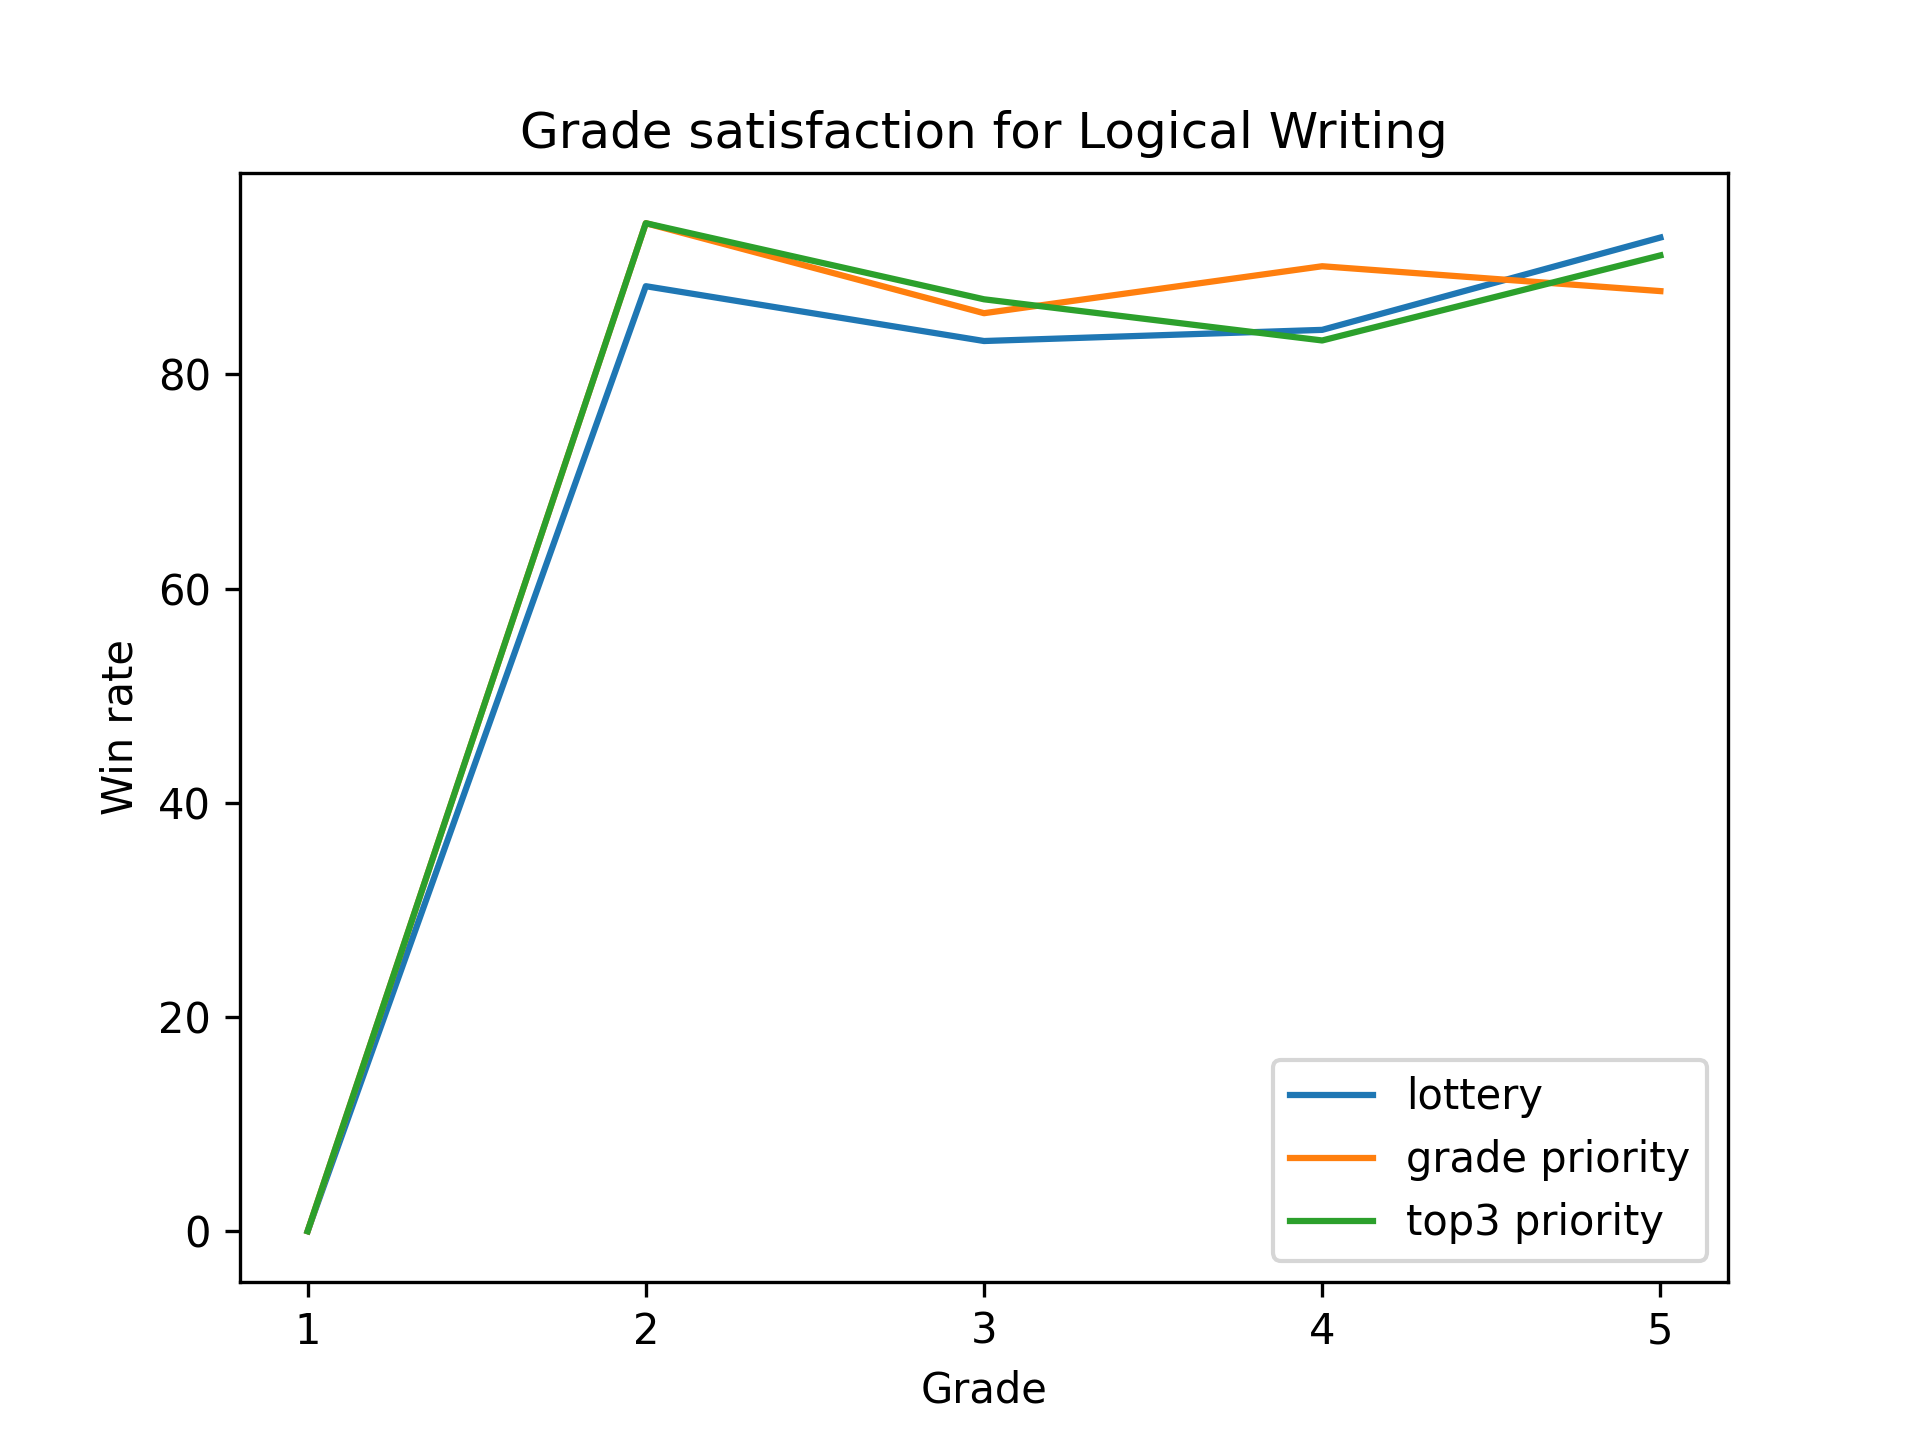 Grade satisfaction for Logical Writing
Win rate
80
60
40
20
0
1 2 3 4 5
Grade
lottery
grade priority
top3 priority